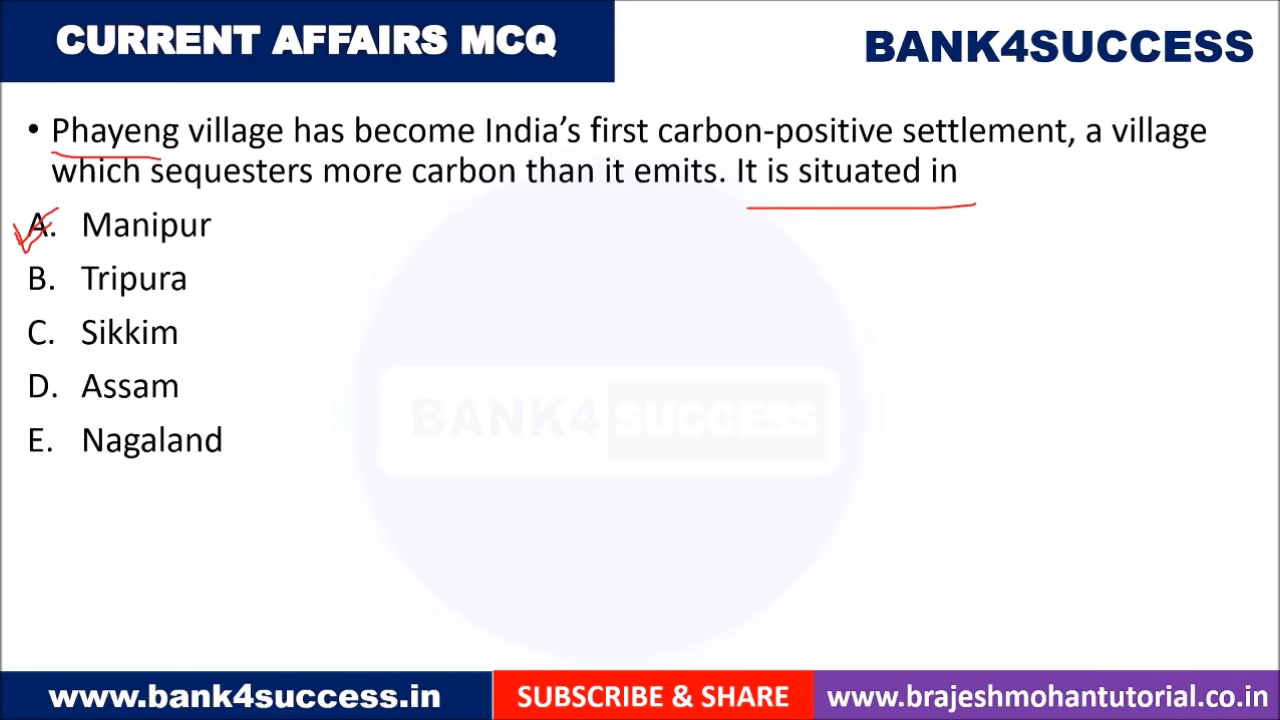 CURRENT AFFAIRS MCQ
BANK4SUCCESS
• Phayeng village has become India’s first carbon-positive settlement, a village
which sequesters more carbon than it emits. It is situated in
A. Manipur
B. Tripura
C. Sikkim
D. Assam
E. Nagaland
BANK4 SUCCESS
www.bank4success.in
SUBSCRIBE & SHARE
www.brajeshmohantutorial.co.in